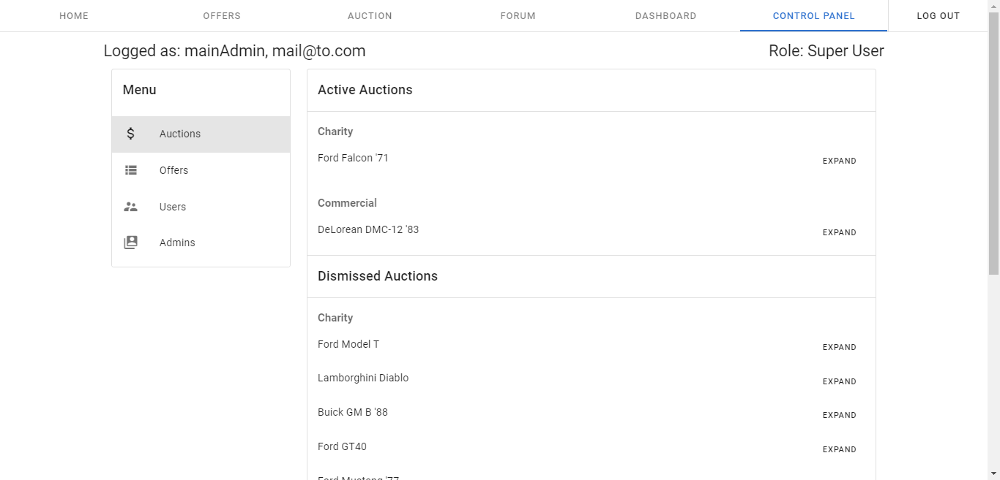 HOME OFFERS AUCTION FORUM DASHBOARD CONTROL PANEL LOG OUT
Logged as: mainAdmin, mail@to.com Role: Super User
Menu
Auctions
Offers
Users
Admins
Active Auctions
Charity
Ford Falcon '71 EXPAND
Commercial
DeLorean DMC-12 '83 EXPAND
Dismissed Auctions
Charity
Ford Model T EXPAND
Lamborghini Diablo EXPAND
Buick GM B '88 EXPAND
Ford GT40 EXPAND
Ford Mustang '77